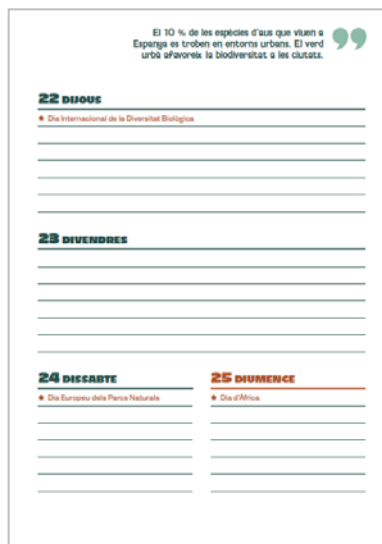 El 10 % de les espècies d'aus que viuen a
Espanya es troben en entorns urbans. El verd
urbà afavoreix la biodiversitat a les ciutats.
22 DIJOUS
Dia Internacional de la Diversitat Biològica
23 DIVENDRES
24 DISSABTE
Dia Europeu dels Parcs Naturals
25 DIUMENGE
Dia d'Àfrica